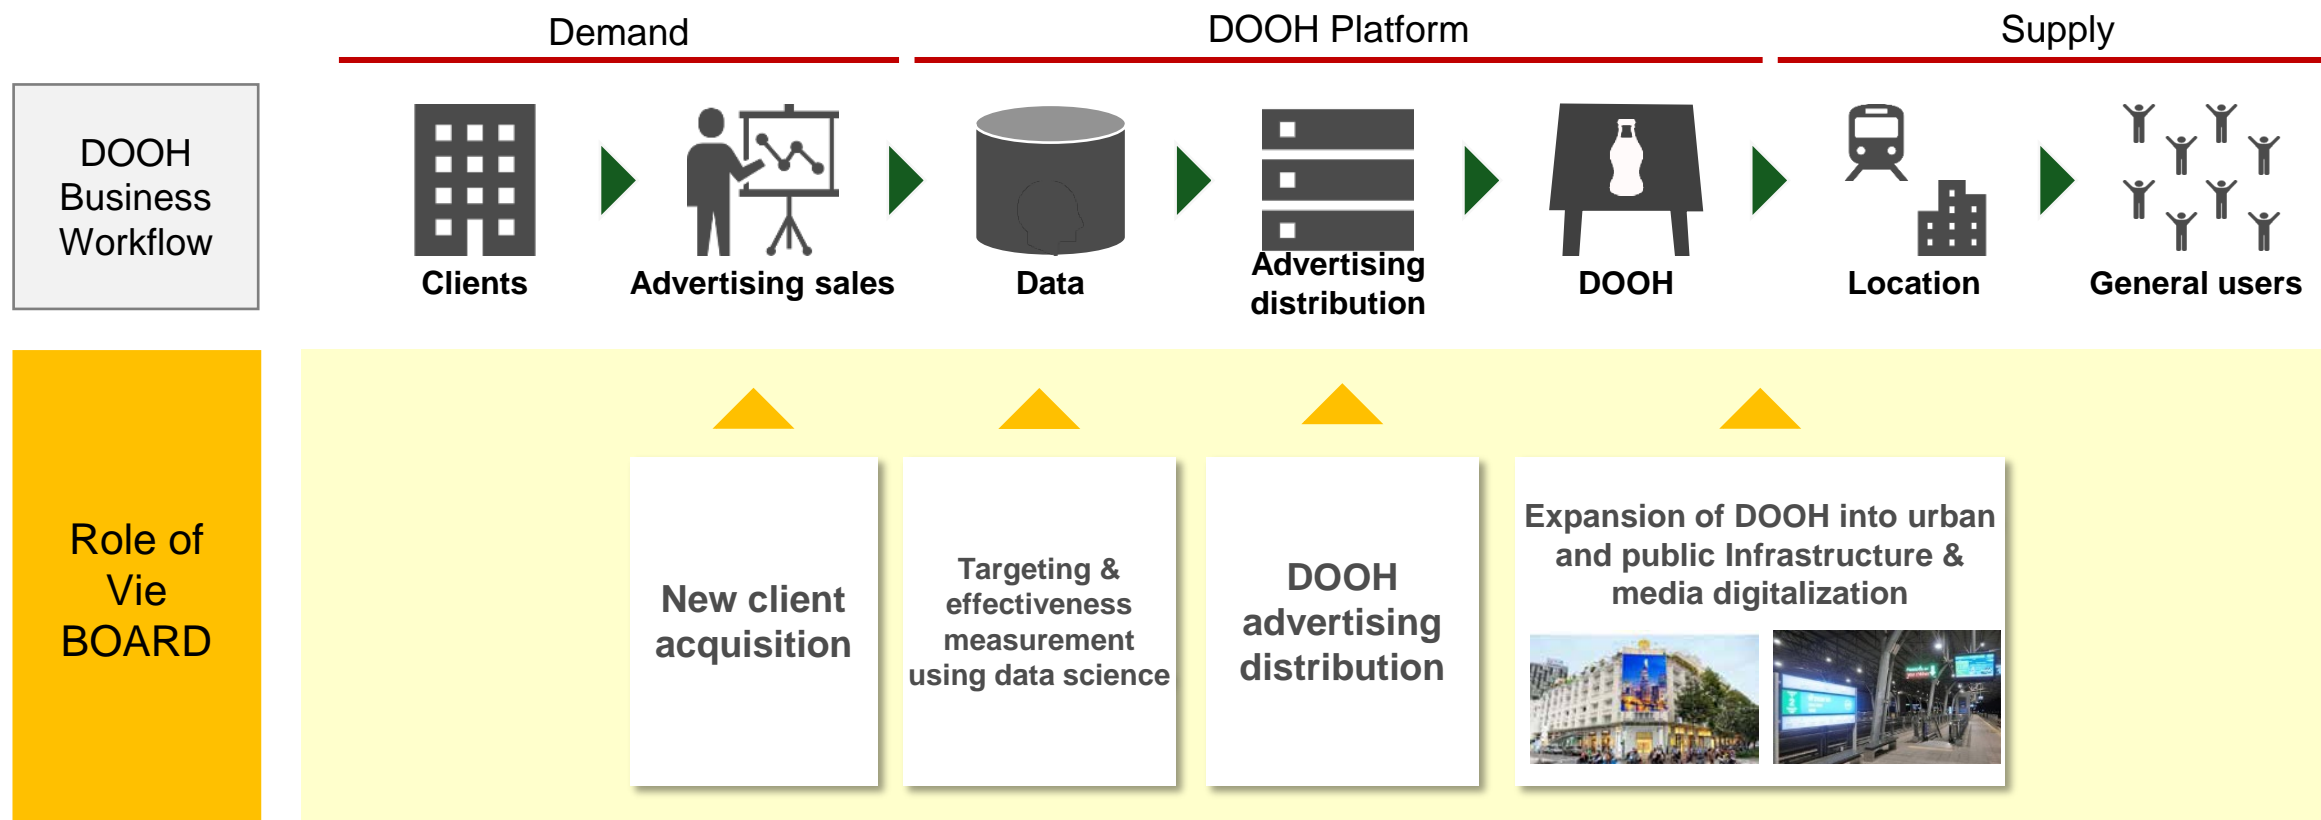 Demand
DOOH Platform
Supply
DOOH
Business
Workflow
Clients
Advertising sales
Data
Advertising
distribution
DOOH
Location
General users
Role of
Vie
BOARD
New client
acquisition
Targeting &
effectiveness
measurement
using data science
DOOH
advertising
distribution
Expansion of DOOH into urban
and public Infrastructure &
media digitalization